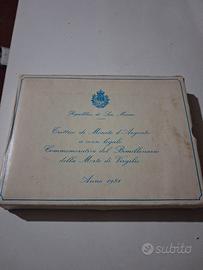 Repubblica di San Marino
Trittico di Monete d'Argento
a corso legale
Commemorative del Bimillenario
della Morte di Virgilio
Anno 1981
subito